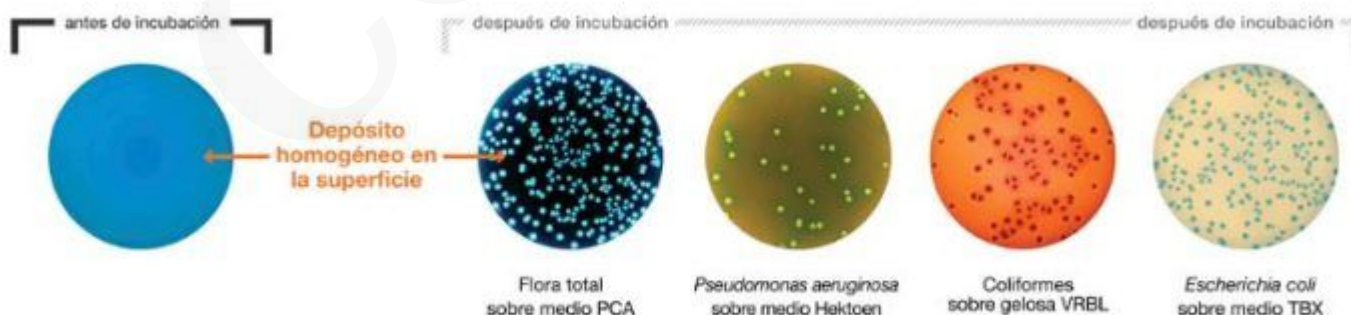 antes de incubación
después de incubación
después de incubación
Depósito
homogéneo en
la superficie
Flora total
sobre medio PCA
Pseudomonas aeruginosa
sobre medio Hektoen
Coliformes
sobre gelosa VRBL
Escherichia coli
sobre medio TBX